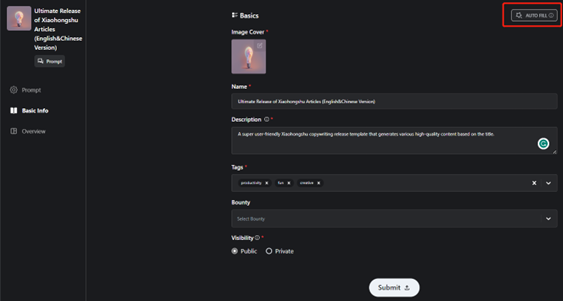 Ultimate Release
of Xiaohongshu
Articles
(English&Chinese
Version)
Prompt
Prompt
Basic Info
Overview
Basics
AUTO FILL
Image Cover *
Name *
Ultimate Release of Xiaohongshu Articles (English&Chinese Version)
Description *
A super user-friendly Xiaohongshu copywriting release template that generates various high-quality content based on the title.
Tags *
productivity x fun x creative x
Bounty
Select Bounty
Visibility *
Public Private
Submit